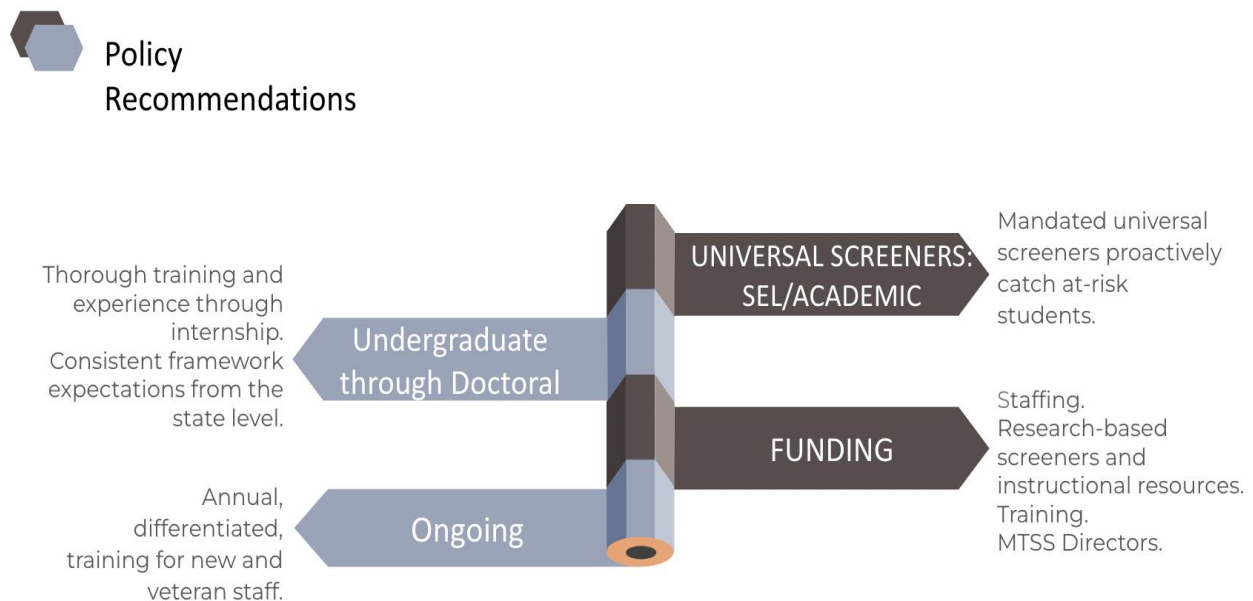 Policy
Recommendations
UNIVERSAL SCREENERS:
SEL/ACADEMIC
Mandated universal
screeners proactively
catch at-risk
students.
Thorough training and
experience through
internship.
Consistent framework
expectations from the
state level.
Undergraduate
through Doctoral
FUNDING
Staffing.
Research-based
screeners and
instructional resources.
Training.
MTSS Directors.
Annual,
differentiated,
training for new and
veteran staff.
Ongoing